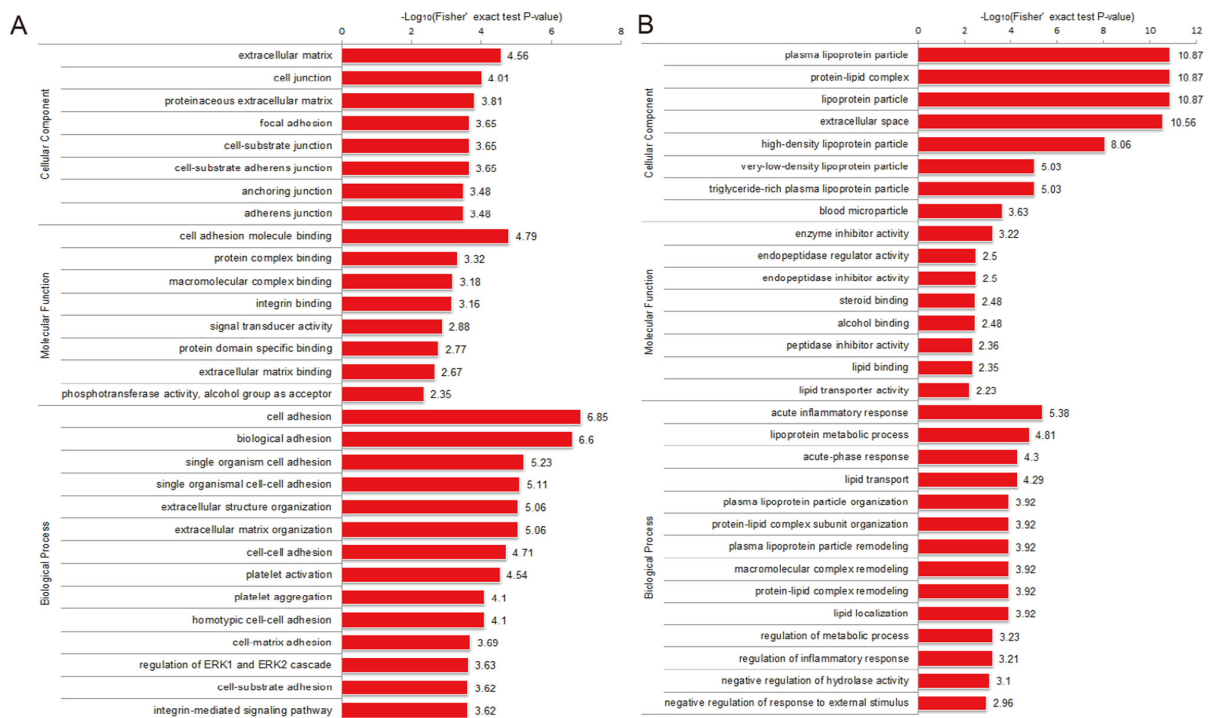 A
-Log10(Fisher' exact test P-value)
0 2 4 6 8
Cellular Component
extracellular matrix 4.56
cell junction 4.01
proteinaceous extracellular matrix 3.81
focal adhesion 3.65
cell-substrate junction 3.65
cell-substrate adherens junction 3.65
anchoring junction 3.48
adherens junction 3.48
Molecular Function
cell adhesion molecule binding 4.79
protein complex binding 3.32
macromolecular complex binding 3.18
integrin binding 3.16
signal transducer activity 2.88
protein domain specific binding 2.77
extracellular matrix binding 2.67
phosphotransferase activity, alcohol group as acceptor 2.35
Biological Process
cell adhesion 6.85
biological adhesion 6.6
single organism cell adhesion 5.23
single organismal cell-cell adhesion 5.11
extracellular structure organization 5.06
extracellular matrix organization 5.06
cell-cell adhesion 4.71
platelet activation 4.54
platelet aggregation 4.1
homotypic cell-cell adhesion 4.1
cell-matrix adhesion 3.69
regulation of ERK1 and ERK2 cascade 3.63
cell-substrate adhesion 3.62
integrin-mediated signaling pathway 3.62
B
-Log10(Fisher' exact test P-value)
0 2 4 6 8 10 12
Cellular Component
plasma lipoprotein particle 10.87
protein-lipid complex 10.87
lipoprotein particle 10.87
extracellular space 10.56
high-density lipoprotein particle 8.06
very-low-density lipoprotein particle 5.03
triglyceride-rich plasma lipoprotein particle 5.03
blood microparticle 3.63
Molecular Function
enzyme inhibitor activity 3.22
endopeptidase regulator activity 2.5
endopeptidase inhibitor activity 2.5
steroid binding 2.48
alcohol binding 2.48
peptidase inhibitor activity 2.36
lipid binding 2.35
lipid transporter activity 2.23
Biological Process
acute inflammatory response 5.38
lipoprotein metabolic process 4.81
acute-phase response 4.3
lipid transport 4.29
plasma lipoprotein particle organization 3.92
protein-lipid complex subunit organization 3.92
plasma lipoprotein particle remodeling 3.92
macromolecular complex remodeling 3.92
protein-lipid complex remodeling 3.92
lipid localization 3.92
regulation of metabolic process 3.23
regulation of inflammatory response 3.21
negative regulation of hydrolase activity 3.1
negative regulation of response to external stimulus 2.96